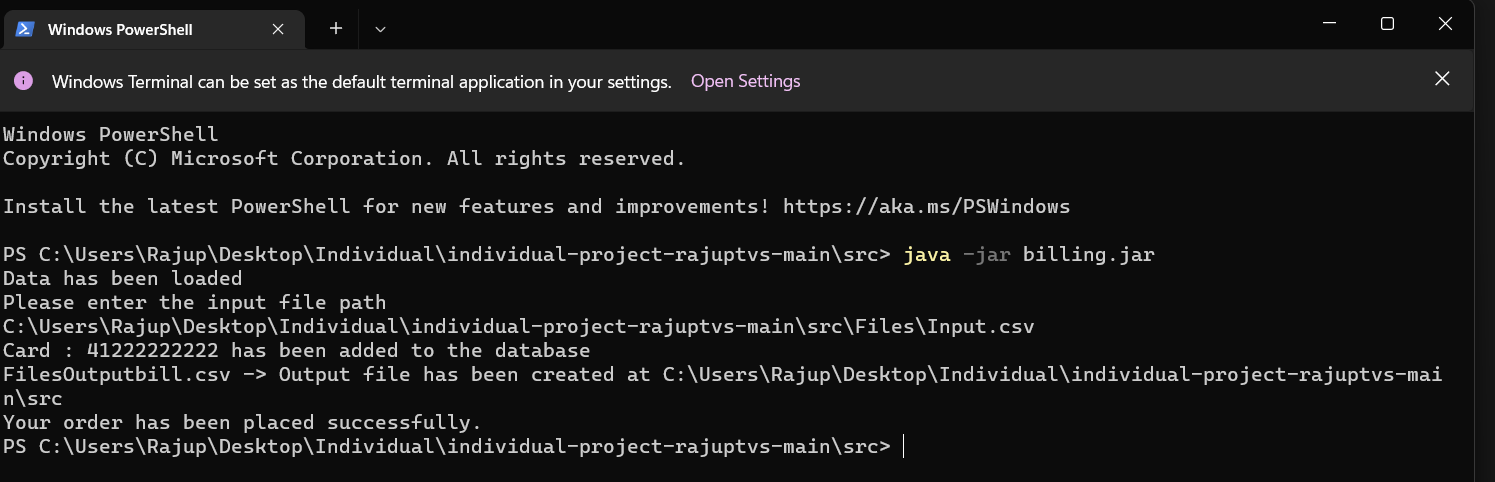 Windows PowerShell
Windows Terminal can be set as the default terminal application in your settings. Open Settings
Windows PowerShell
Copyright (C) Microsoft Corporation. All rights reserved.
Install the latest PowerShell for new features and improvements! https://aka.ms/PSWindows
PS C:\Users\Rajup\Desktop\Individual\individual-project-rajuptvs-main\src> java -jar billing.jar
Data has been loaded
Please enter the input file path
C:\Users\Rajup\Desktop\Individual\individual-project-rajuptvs-main\src\Files\Input.csv
Card : 41222222222 has been added to the database
FilesOutputbill.csv -> Output file has been created at C:\Users\Rajup\Desktop\Individual\individual-project-rajuptvs-mai
n\src
Your order has been placed successfully.
PS C:\Users\Rajup\Desktop\Individual\individual-project-rajuptvs-main\src>